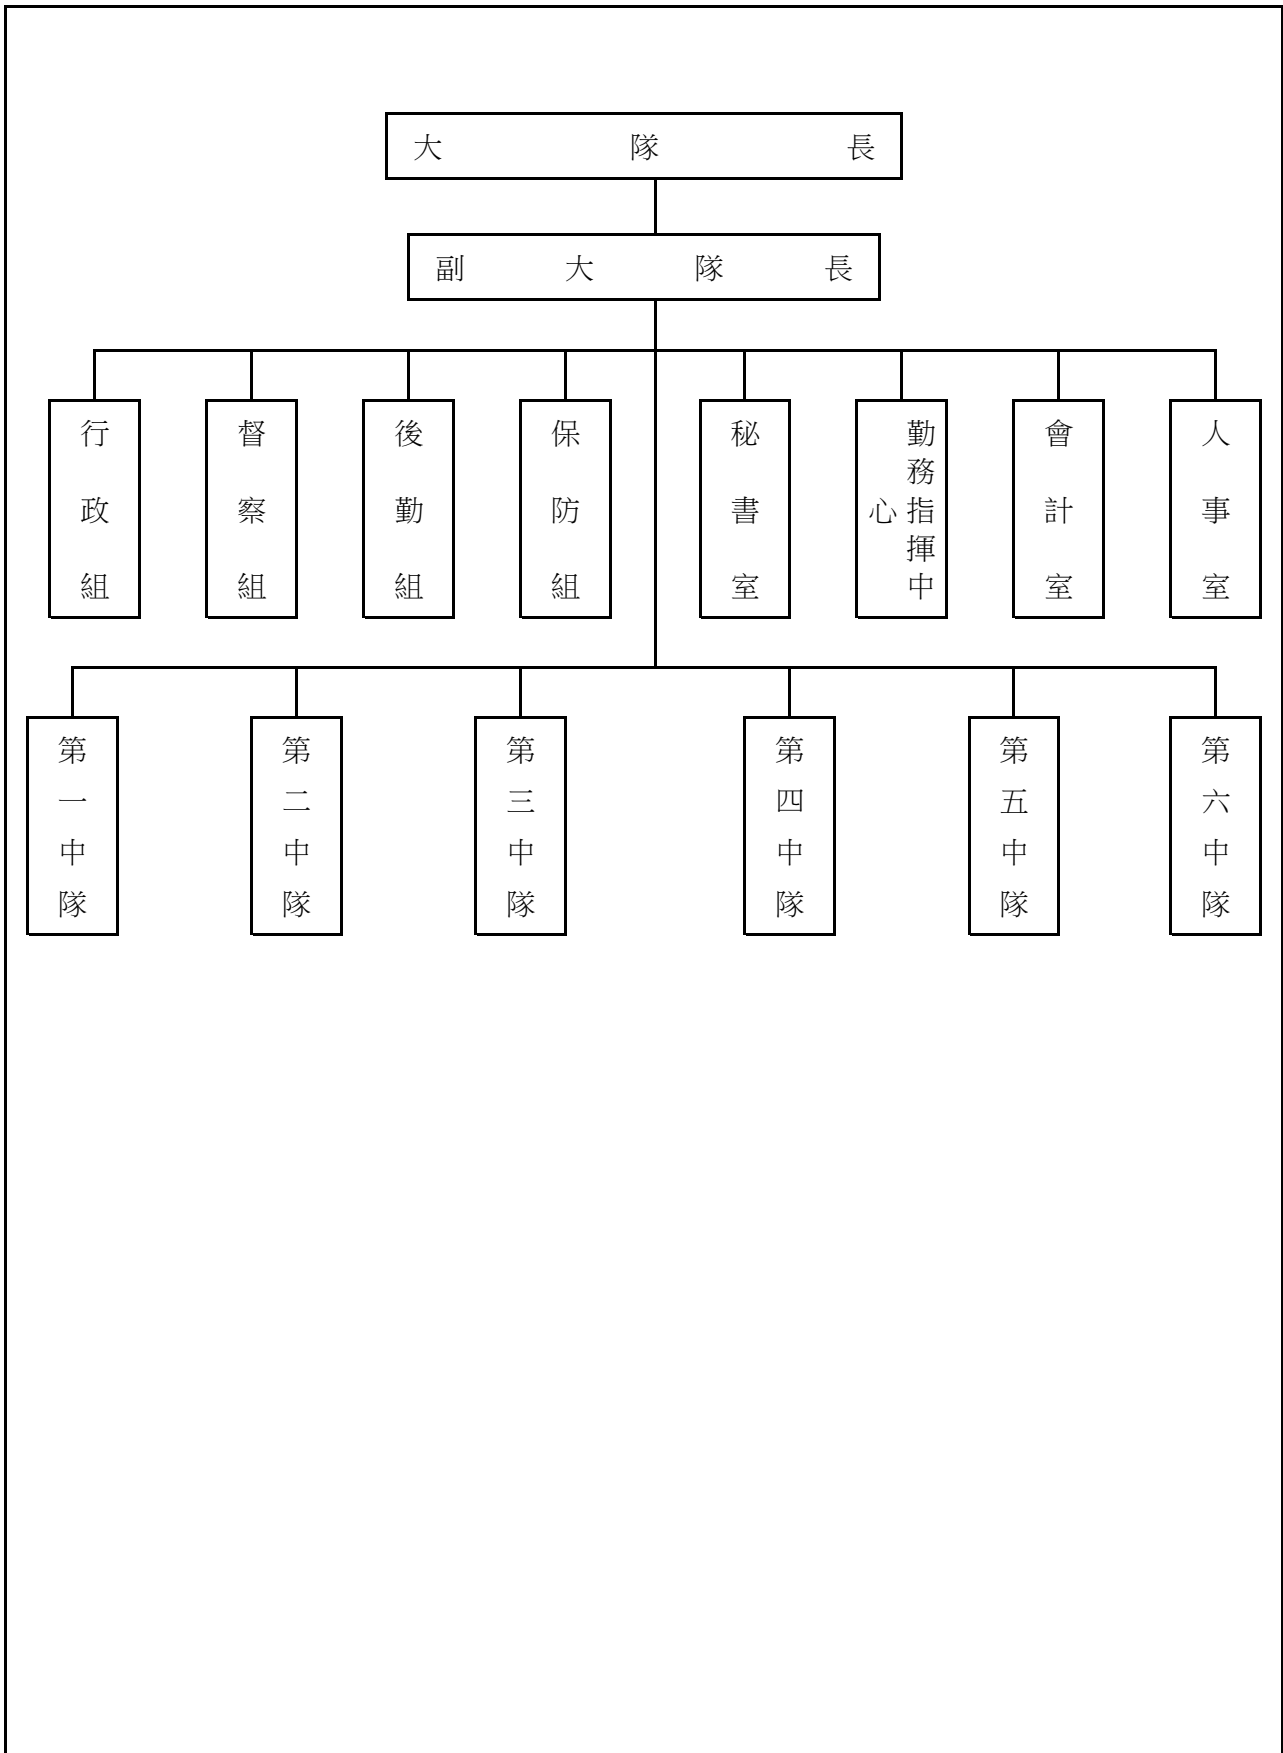 大隊長
副大隊長
行政組
督察組
後勤組
保防組
秘書室
勤務指揮中
心
會計室
人事室
第一中隊
第二中隊
第三中隊
第四中隊
第五中隊
第六中隊